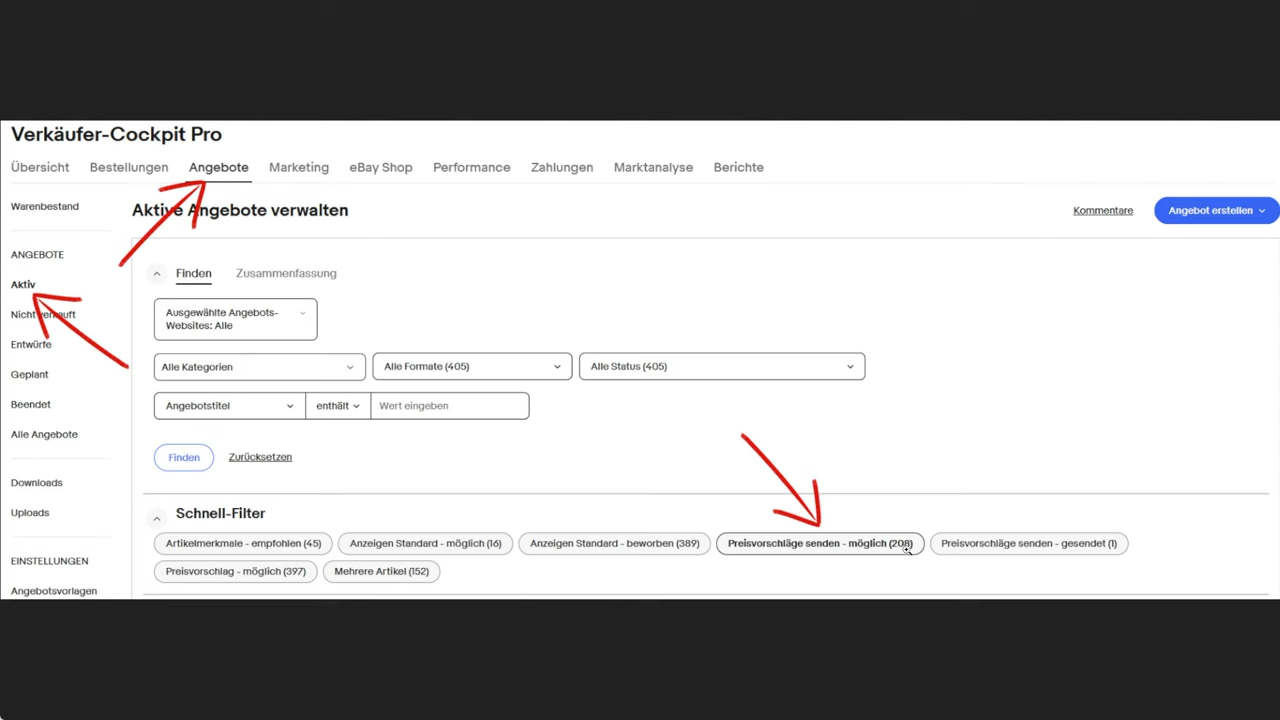 Verkäufer-Cockpit Pro
Übersicht Bestellungen Angebote Marketing eBay Shop Performance Zahlungen Marktanalyse Berichte
Warenbestand
ANGEBOTE
Aktiv
Nicht verkauft
Entwürfe
Geplant
Beendet
Alle Angebote
Downloads
Uploads
EINSTELLUNGEN
Angebotsvorlagen
Aktive Angebote verwalten
Kommentare
Angebot erstellen
Finden Zusammenfassung
Ausgewählte Angebots-
Websites: Alle
Alle Kategorien Alle Formate (405) Alle Status (405)
Angebotstitel enthält Wert eingeben
Finden Zurücksetzen
Schnell-Filter
Artikelmerkmale - empfohlen (45) Anzeigen Standard - möglich (16) Anzeigen Standard - beworben (389) Preisvorschläge senden - möglich (208) Preisvorschläge senden - gesendet (1)
Preisvorschlag - möglich (397) Mehrere Artikel (152)